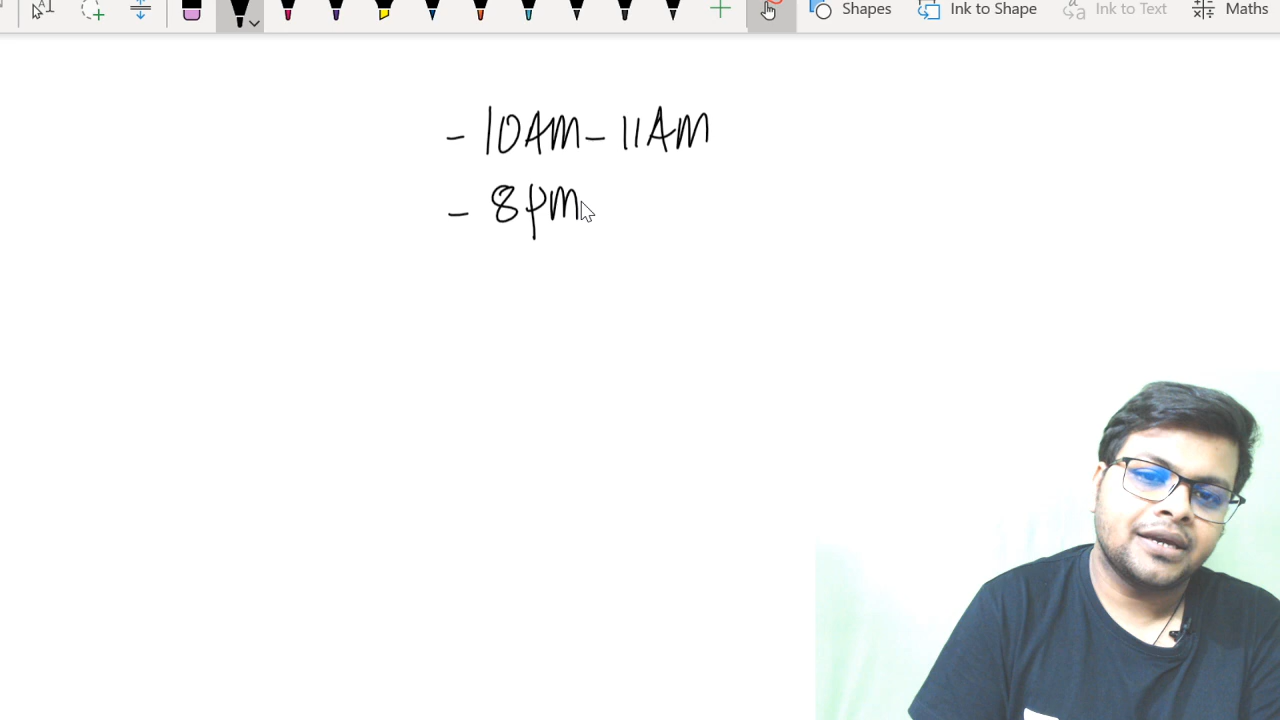 Shapes Ink to Shape Ink to Text Maths
- 10AM - 11AM
- 8pm